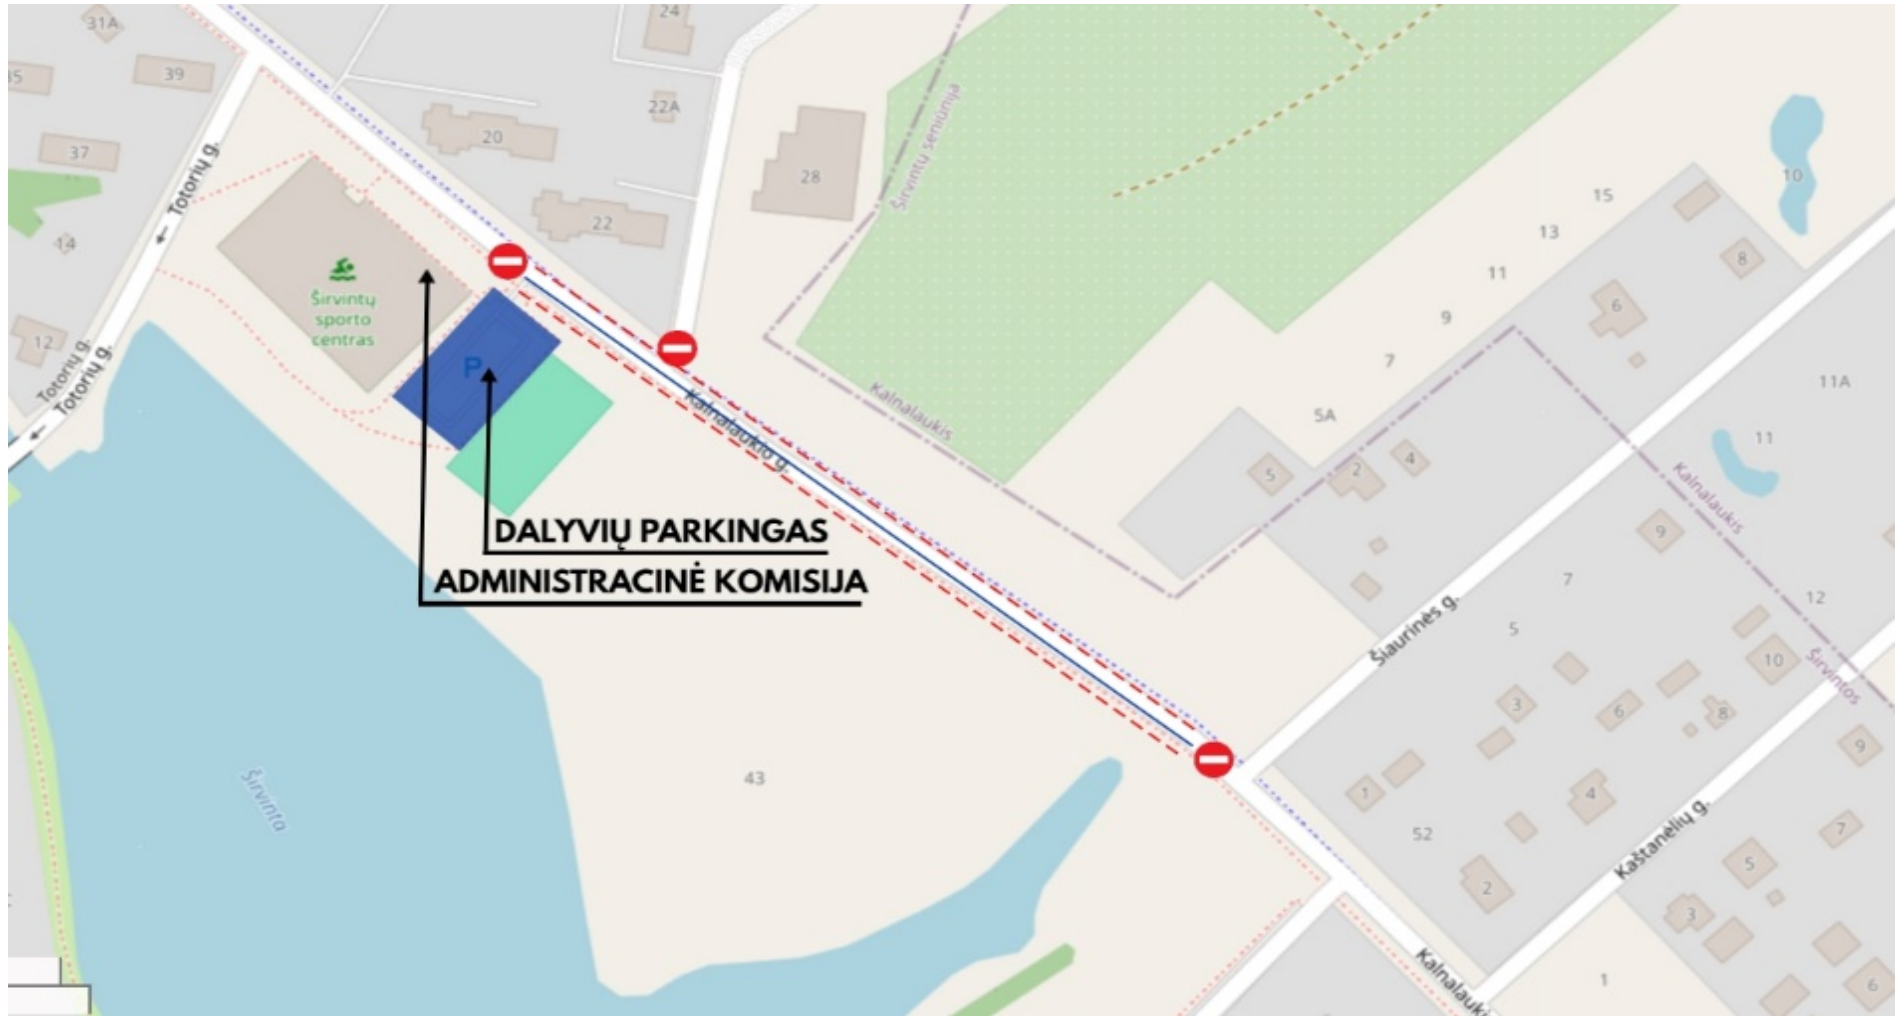 31A
24
35
39
22A
20
37
28
Totorių g.
Širvintų seniūnija
10
15
22
14
13
8
11
Širvintų
sporto
centras
6
9
12
Totorių g.
Totorių g.
P
7
11A
Kalnalaukis
Kalnalaukio g.
5A
11
5
2
4
Kalnalaukis
9
DALYVIŲ PARKINGAS
ADMINISTRACINĖ KOMISIJA
7
12
Šiaurinės g.
5
10
Širvintos
3
6
8
9
43
Širvinta
1
4
52
Kaštanėlių g.
7
5
2
3
Kalnalauki
1
6